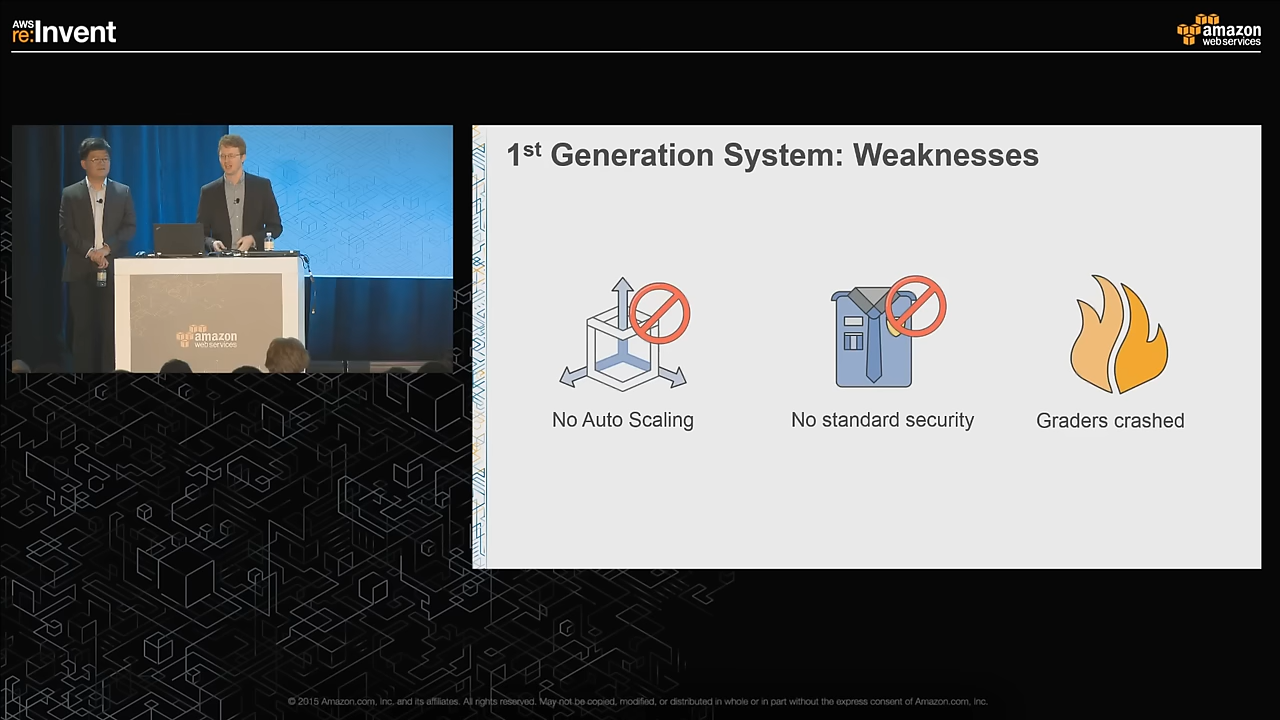 AWS
re:Invent
amazon
webservices
1st Generation System: Weaknesses
No Auto Scaling
No standard security
Graders crashed
amazon
webservices
© 2015 Amazon.com, Inc. and its affiliates. All rights reserved. May not be copied, modified, or distributed in whole or in part without the express consent of Amazon.com, Inc.